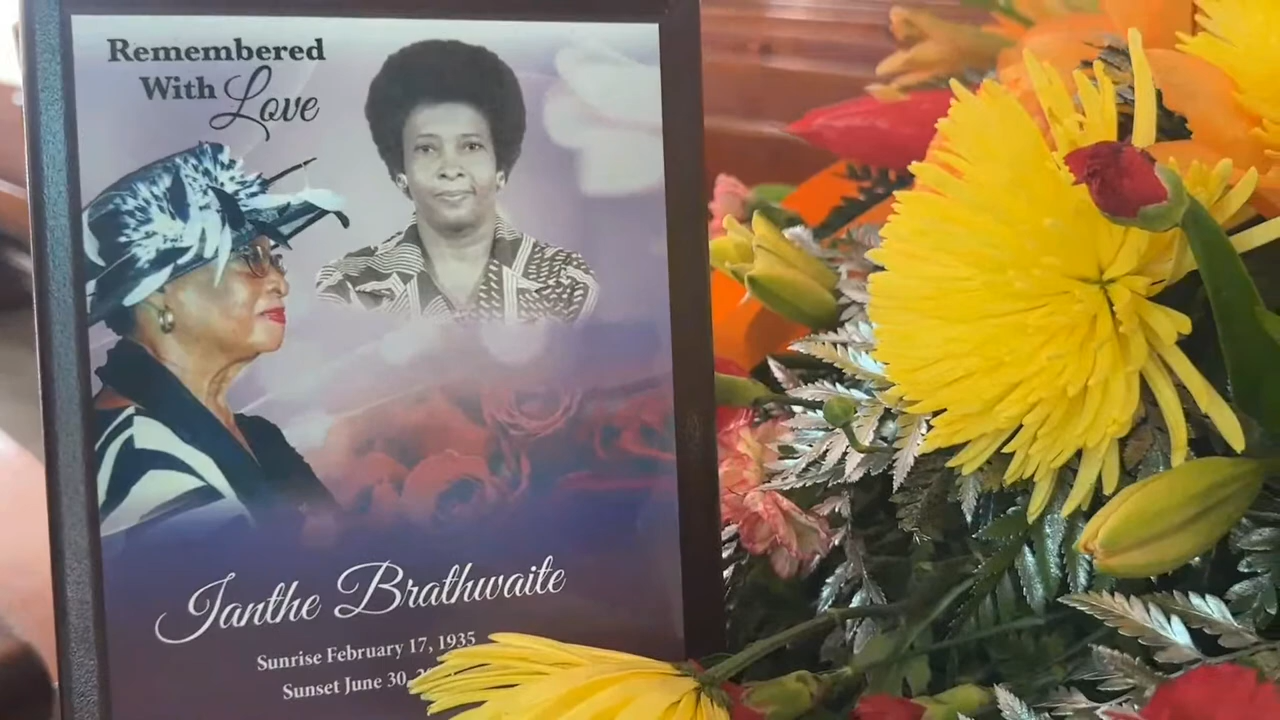 Remembered
With Love
Ianthe Brathwaite
Sunrise February 17, 1935
Sunset June 30,